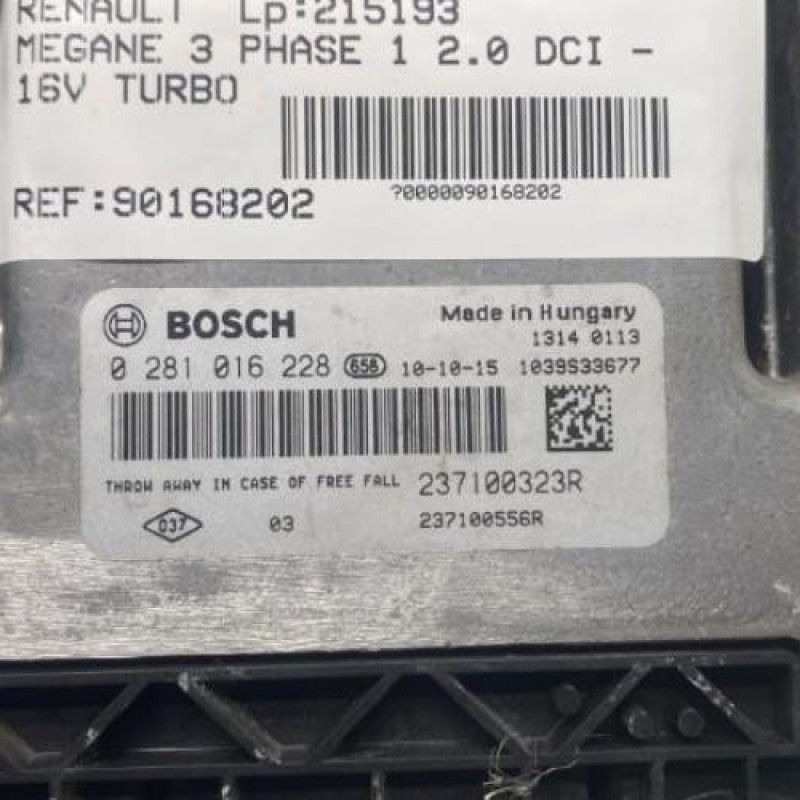 RENAULT Lp:215193
MEGANE 3 PHASE 1 2.0 DCI -
16V TURBO
REF:90168202
?0000090168202
BOSCH
Made in Hungary
1314 0113
0 281 016 228 658 10-10-15 1039S33677
THROW AWAY IN CASE OF FREE FALL 237100323R
037 03 237100556R